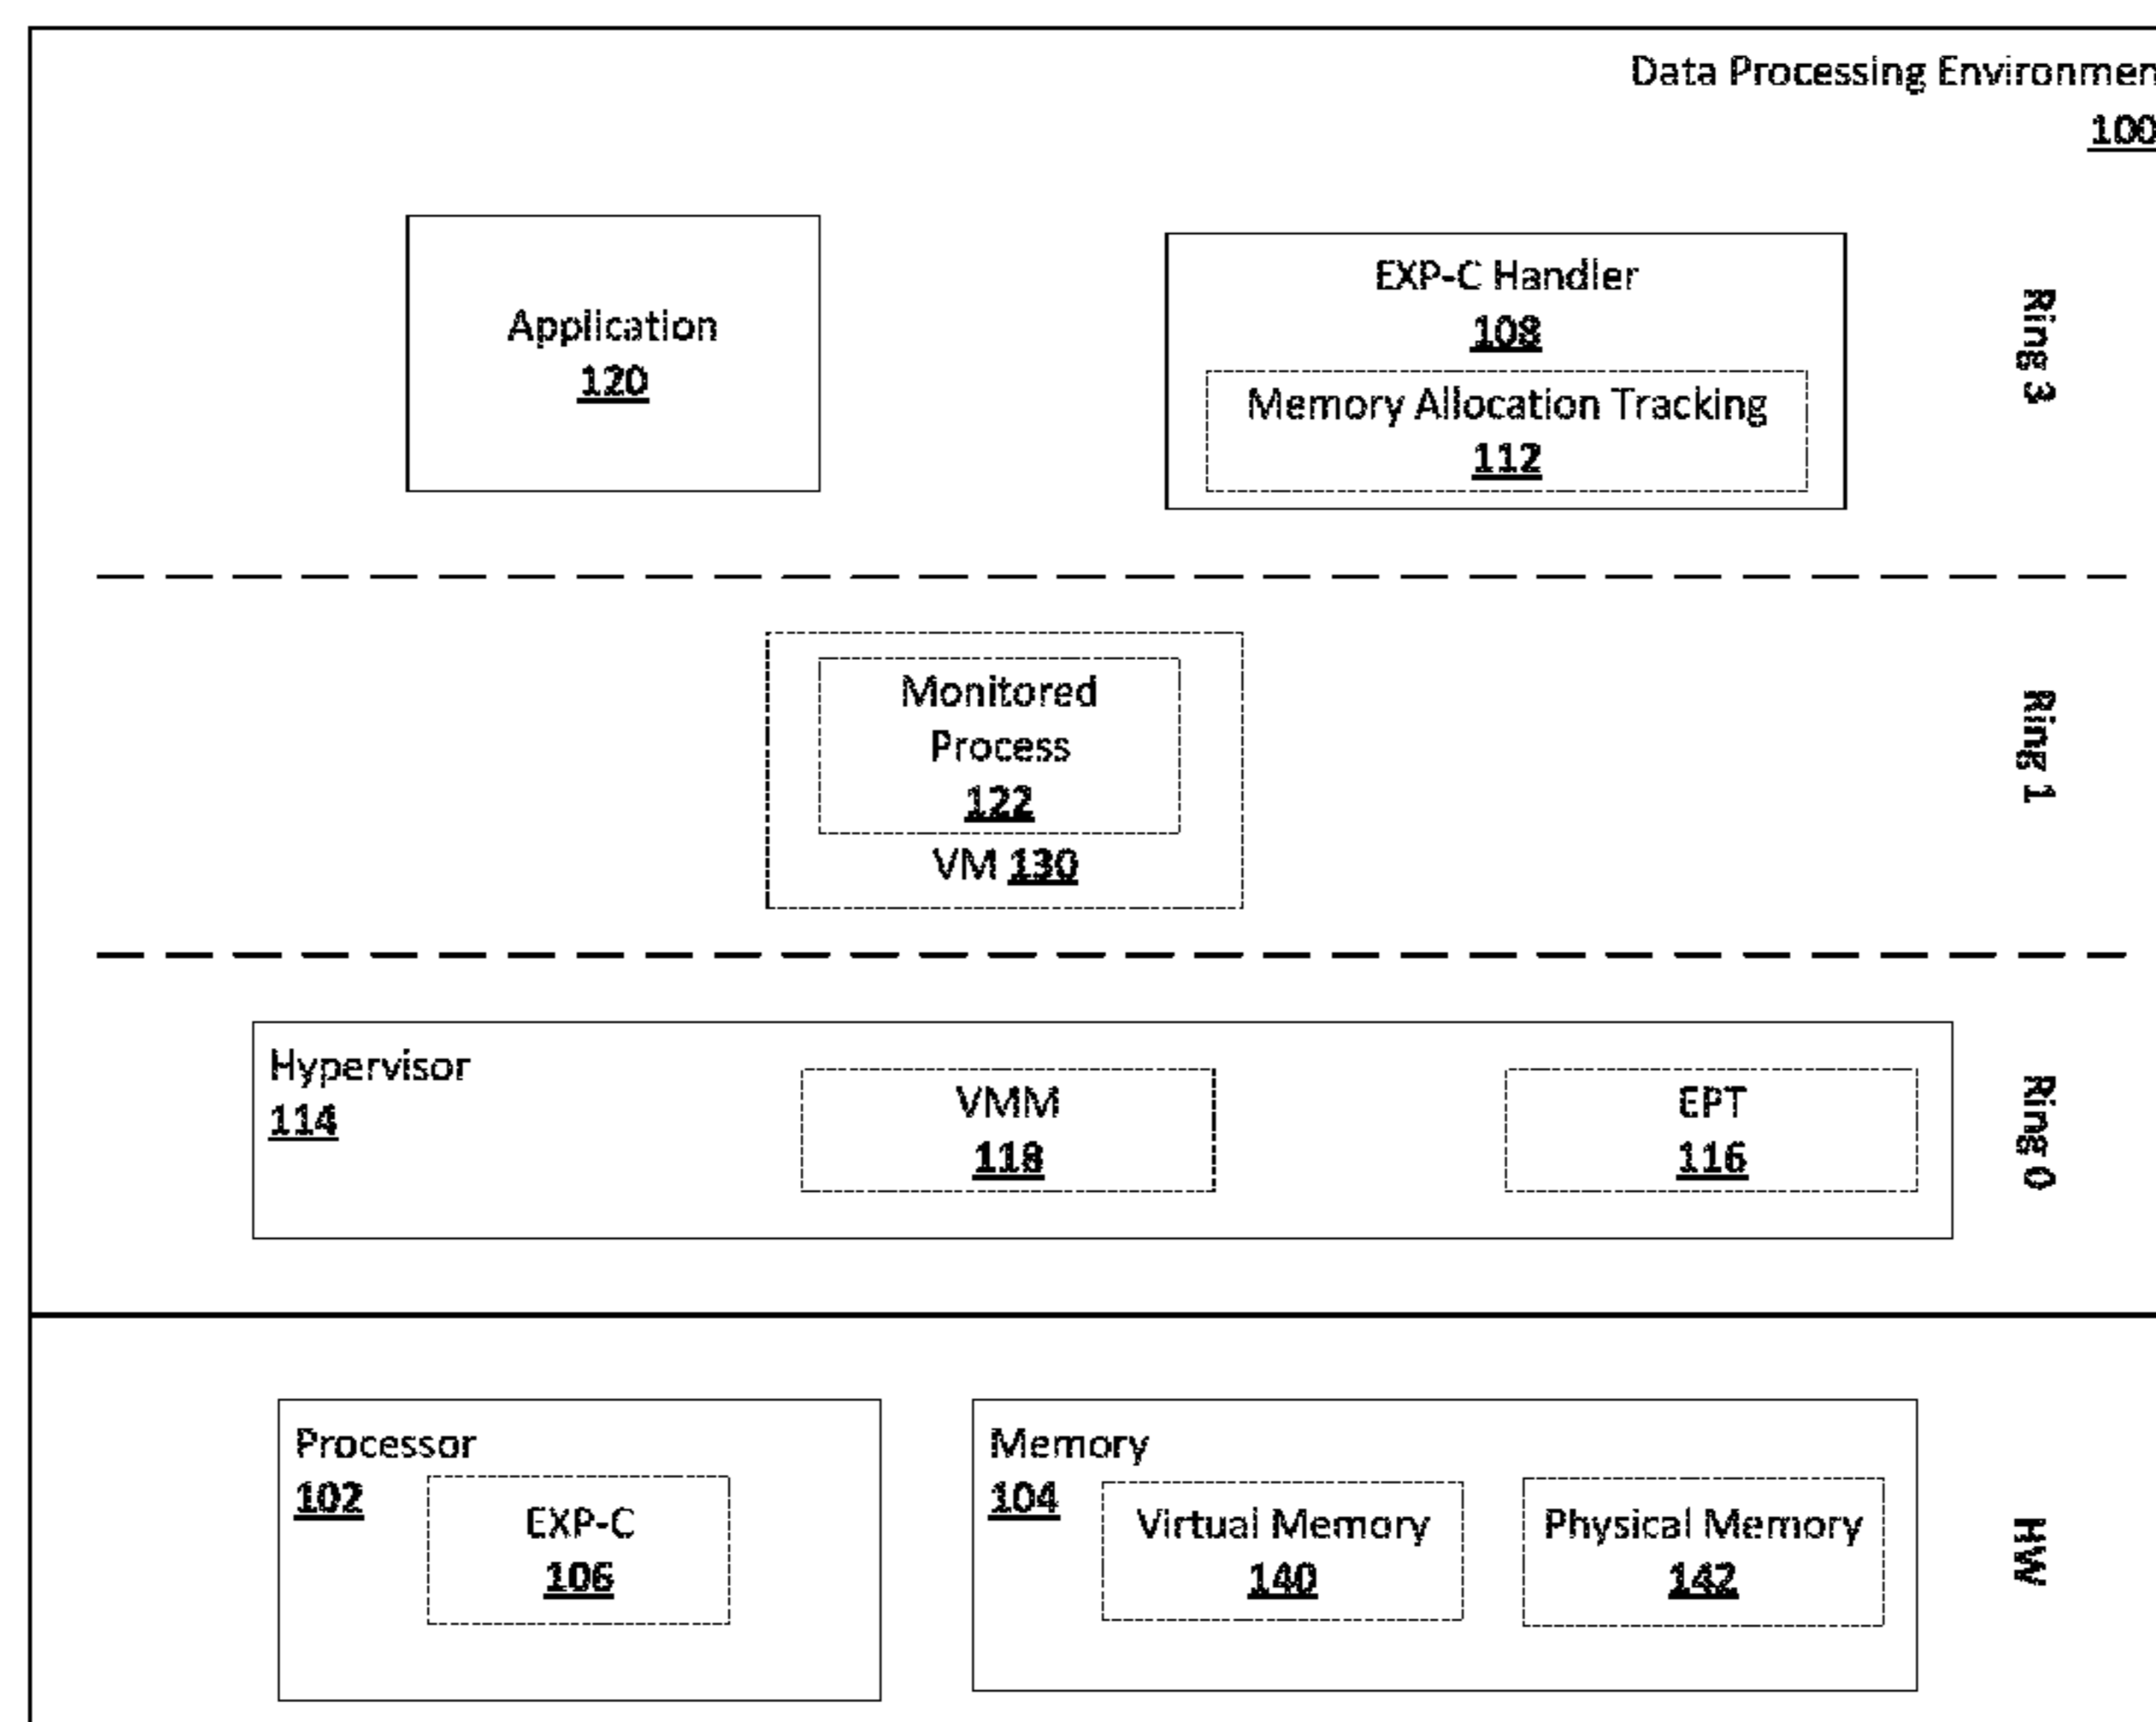 Data Processing Environmen
100
Application
120
EXP-C Handler
108
Memory Allocation Tracking
112
Ring 3
Monitored
Process
122
VM 130
Ring 1
Hypervisor
114
VMM
118
EPT
116
Ring 0
Processor
102
EXP-C
106
Memory
104
Virtual Memory
140
Physical Memory
142
HW